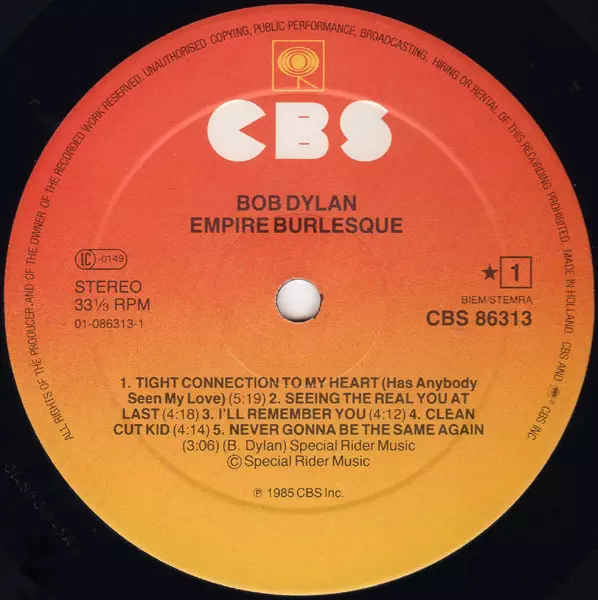 ALL RIGHTS OF THE PRODUCER AND OF THE OWNER OF THE RECORDED WORK RESERVED. UNAUTHORISED COPYING, PUBLIC PERFORMANCE, BROADCASTING, HIRING OR RENTAL OF THIS RECORDING PROHIBITED. MADE IN HOLLAND. CBS AND ARE ® CBS INC.
CBS
BOB DYLAN
EMPIRE BURLESQUE
LC -0149
STEREO
33⅓ RPM
01-086313-1
★ 1
BIEM/STEMRA
CBS 86313
1. TIGHT CONNECTION TO MY HEART (Has Anybody
Seen My Love) (5:19) 2. SEEING THE REAL YOU AT
LAST (4:18) 3. I'LL REMEMBER YOU (4:12) 4. CLEAN
CUT KID (4:14) 5. NEVER GONNA BE THE SAME AGAIN
(3:06) (B. Dylan) Special Rider Music
Ⓒ Special Rider Music
Ⓟ 1985 CBS Inc.